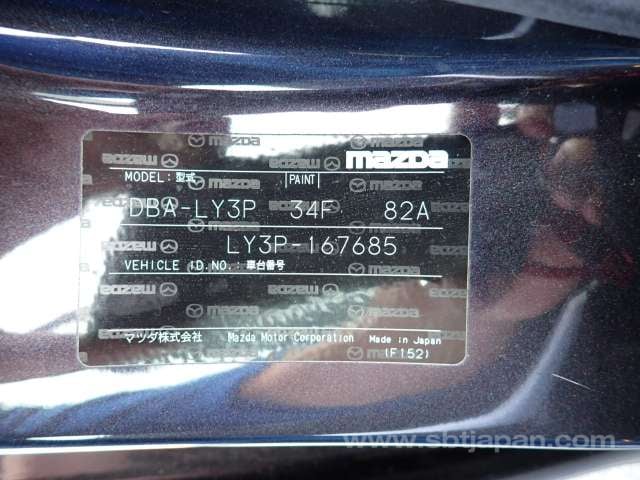 mazda
MODEL: 型式 PAINT
DBA-LY3P 34F 82A
LY3P-167685
VEHICLE ID.NO.: 車台番号
マツダ株式会社 Mazda Motor Corporation Made in Japan
(F152)
www.sbtjapan.com